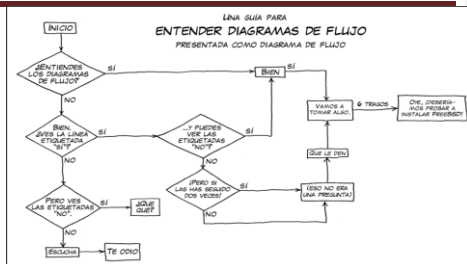 UNA GUÍA PARA
ENTENDER DIAGRAMAS DE FLUJO
PRESENTADA COMO DIAGRAMA DE FLUJO
INICIO
¿ENTIENDES
LOS DIAGRAMAS
DE FLUJO?
SÍ
BIEN
SÍ
NO
VAMOS A
TOMAR ALGO.
6 TRAGOS
OYE, ¡DEBERÍA-
MOS PROBAR A
INSTALAR FREEBSD!
BIEN.
¿VES LA LÍNEA
ETIQUETADA
"SÍ"?
SÍ
...Y PUEDES
VER LAS
ETIQUETADAS
"NO"?
NO
QUE LE DEN.
NO
NO
¡PERO SI
LAS HAS SEGUIDO
DOS VECES!
SÍ
(ESO NO ERA
UNA PREGUNTA)
NO
PERO VES
LAS ETIQUETADAS
"NO".
SÍ
¿QUE
QUÉ?
NO
ESCUCHA
TE ODIO